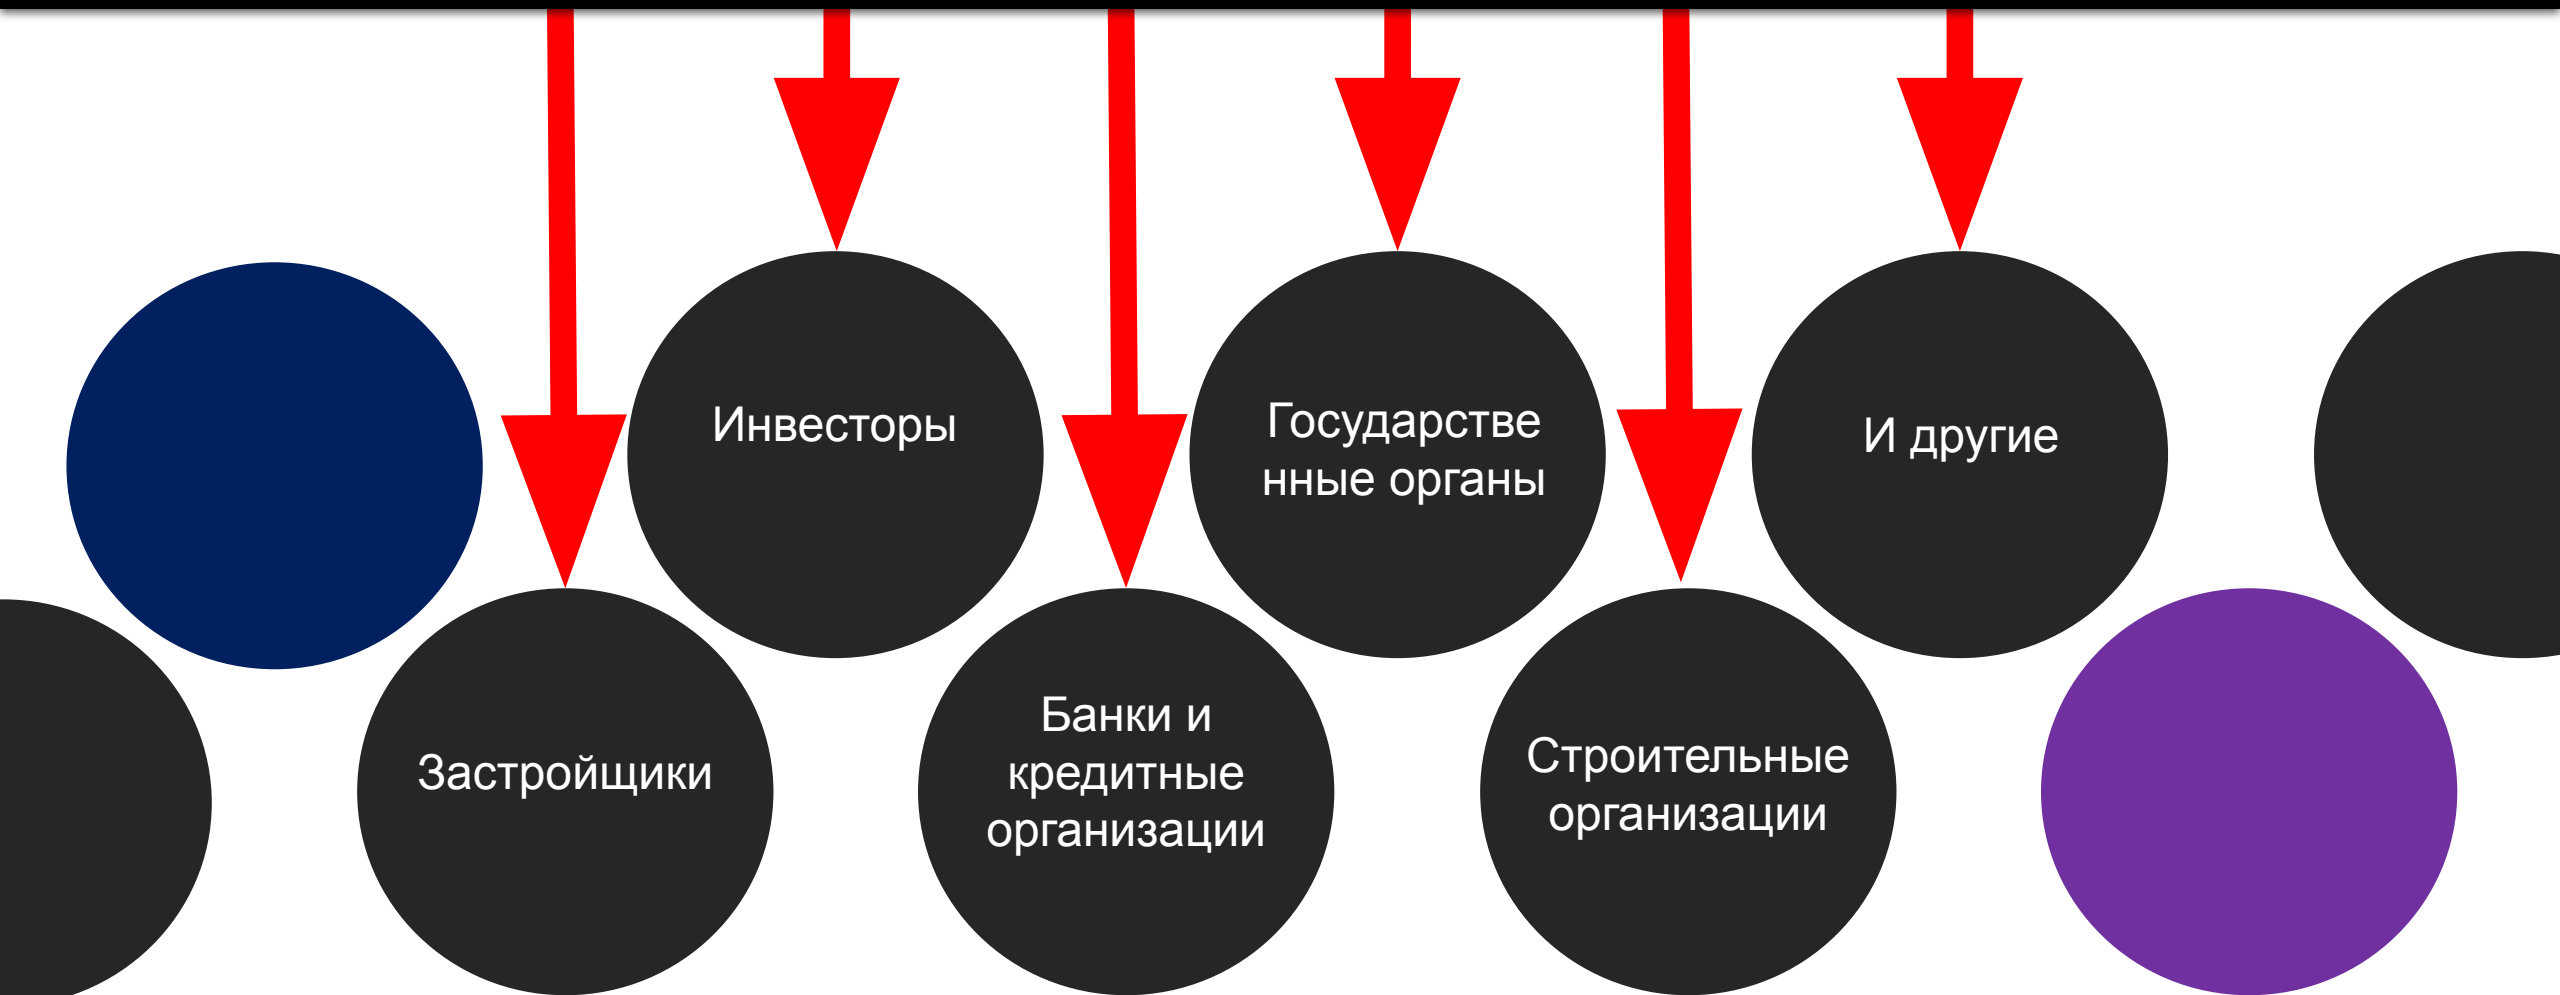 Инвесторы
Государстве
нные органы
И другие
Застройщики
Банки и
кредитные
организации
Строительные
организации